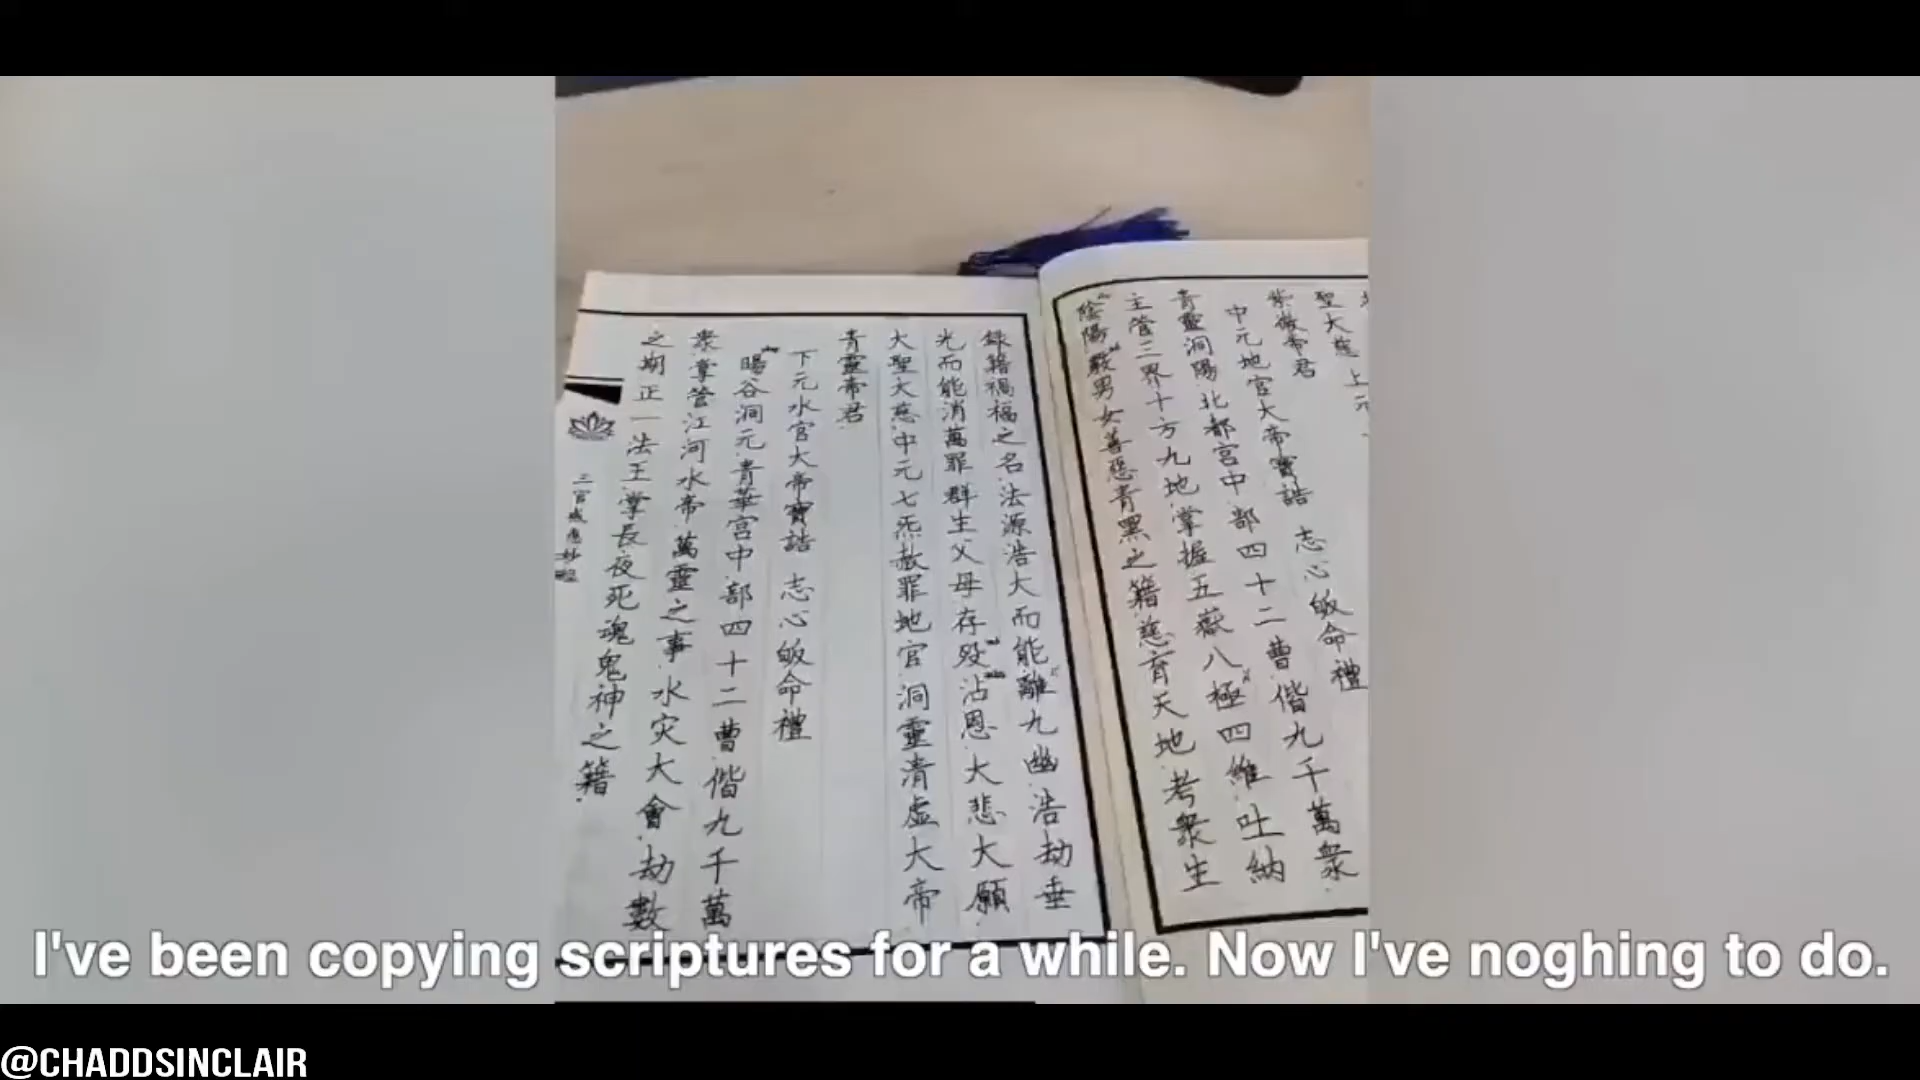 聖大慈上元
紫微帝君
中元地官大帝寶誥 志心皈命禮
青靈洞陽北都宮中部四十二曹偕九千萬衆
主管三界十方九地掌握五嶽八極四維吐納
陰陽覈男女善惡青黑之籍慈育天地考衆生
錄籍禍福之名法源浩大而能離九幽浩劫垂
光而能消萬罪群生父母存歿沾恩大悲大願
大聖大慈中元七炁赦罪地官洞靈清虛大帝
青靈帝君
下元水官大帝寶誥 志心皈命禮
暘谷洞元青華宮中部四十二曹偕九千萬
衆掌管江河水帝萬靈之事水灾大會劫數
之期正一法王掌長夜死魂鬼神之籍
三官感應妙經
I've been copying scriptures for a while. Now I've noghing to do.
@CHADDSINCLAIR